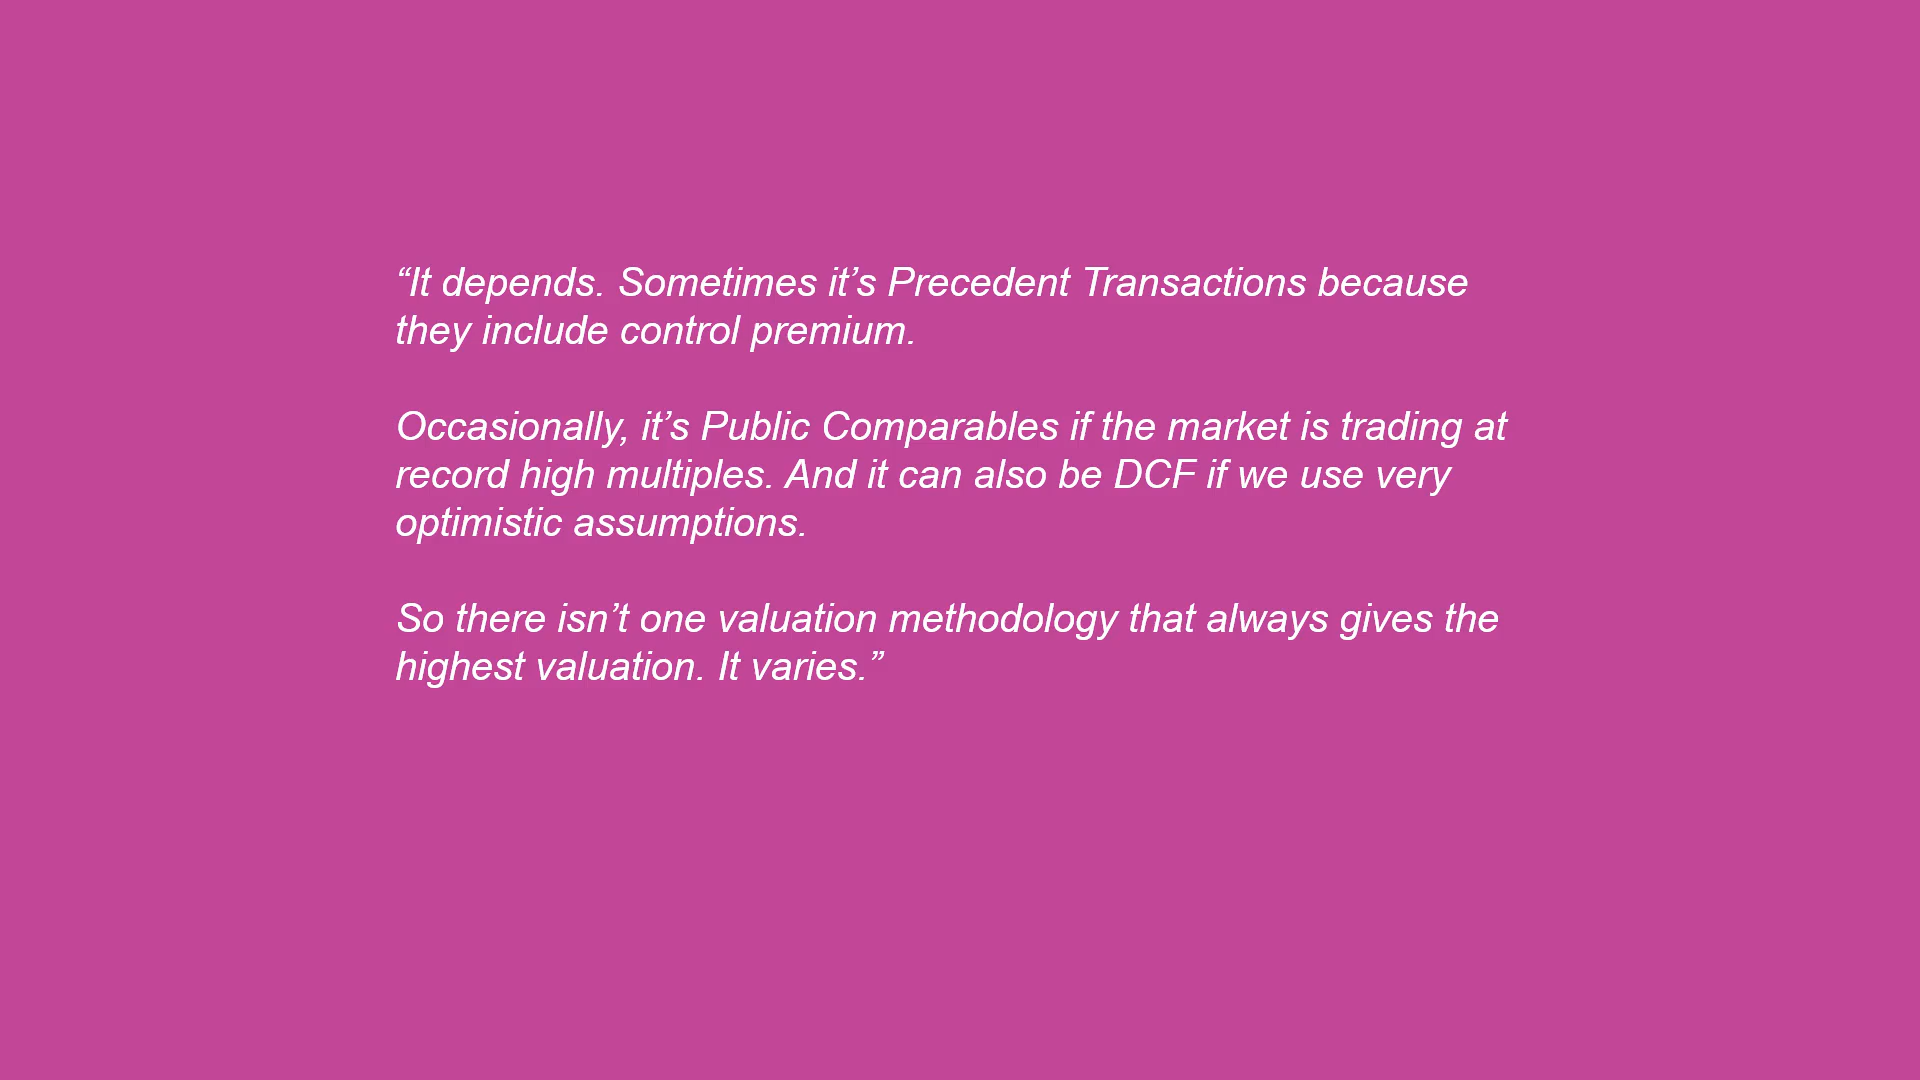 “It depends. Sometimes it’s Precedent Transactions because
they include control premium.
Occasionally, it’s Public Comparables if the market is trading at
record high multiples. And it can also be DCF if we use very
optimistic assumptions.
So there isn’t one valuation methodology that always gives the
highest valuation. It varies.”